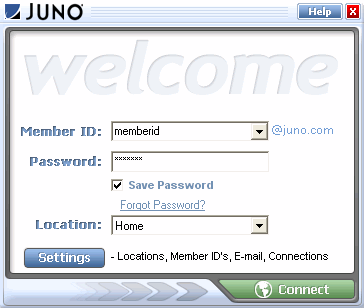 JUNO
Help
welcome
Member ID: memberid @juno.com
Password: *******
Save Password
Forgot Password?
Location: Home
Settings - Locations, Member ID's, E-mail, Connections
Connect